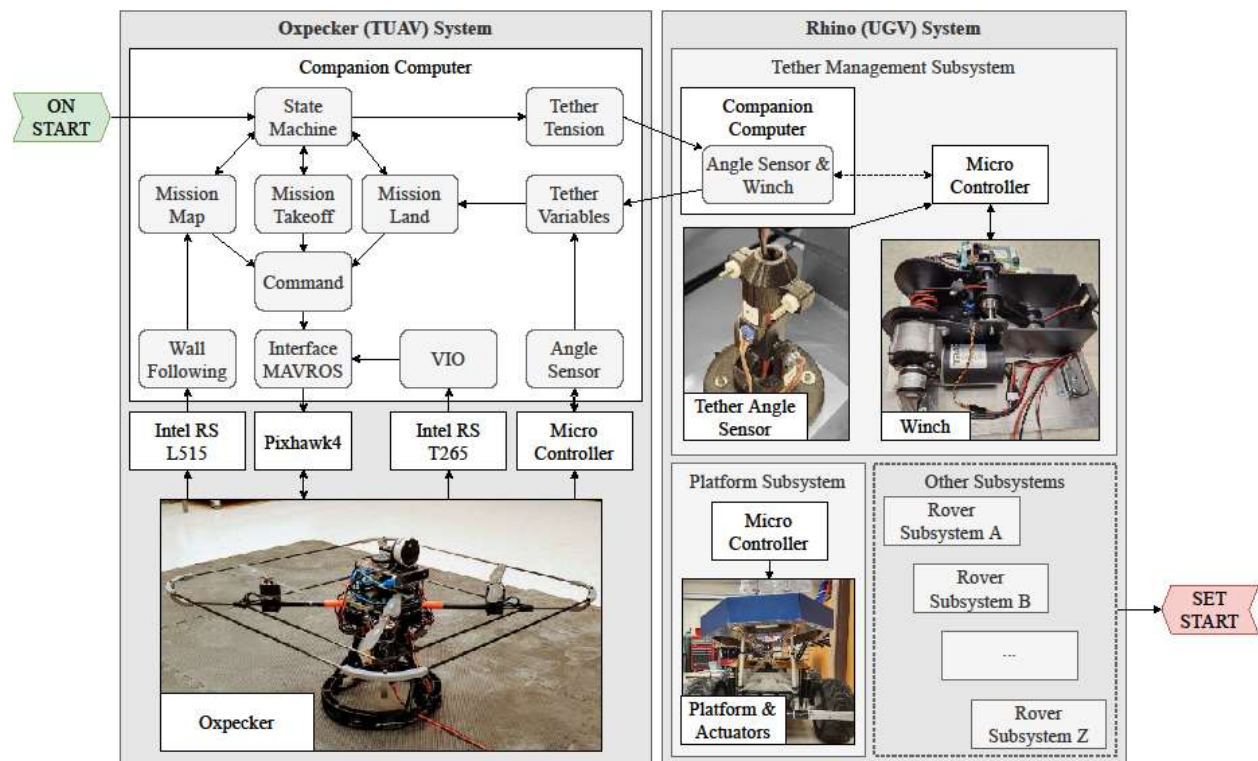 Oxpecker (TUAV) System
Rhino (UGV) System
Companion Computer
Tether Management Subsystem
ON
START
State
Machine
Tether
Tension
Companion
Computer
Angle Sensor &
Winch
Micro
Controller
Mission
Map
Mission
Takeoff
Mission
Land
Tether
Variables
Command
Wall
Following
Interface
MAVROS
VIO
Angle
Sensor
Tether Angle
Sensor
Winch
Intel RS
L515
Pixhawk4
Intel RS
T265
Micro
Controller
Oxpecker
Platform Subsystem
Micro
Controller
Platform &
Actuators
Other Subsystems
Rover
Subsystem A
Rover
Subsystem B
...
Rover
Subsystem Z
SET
START